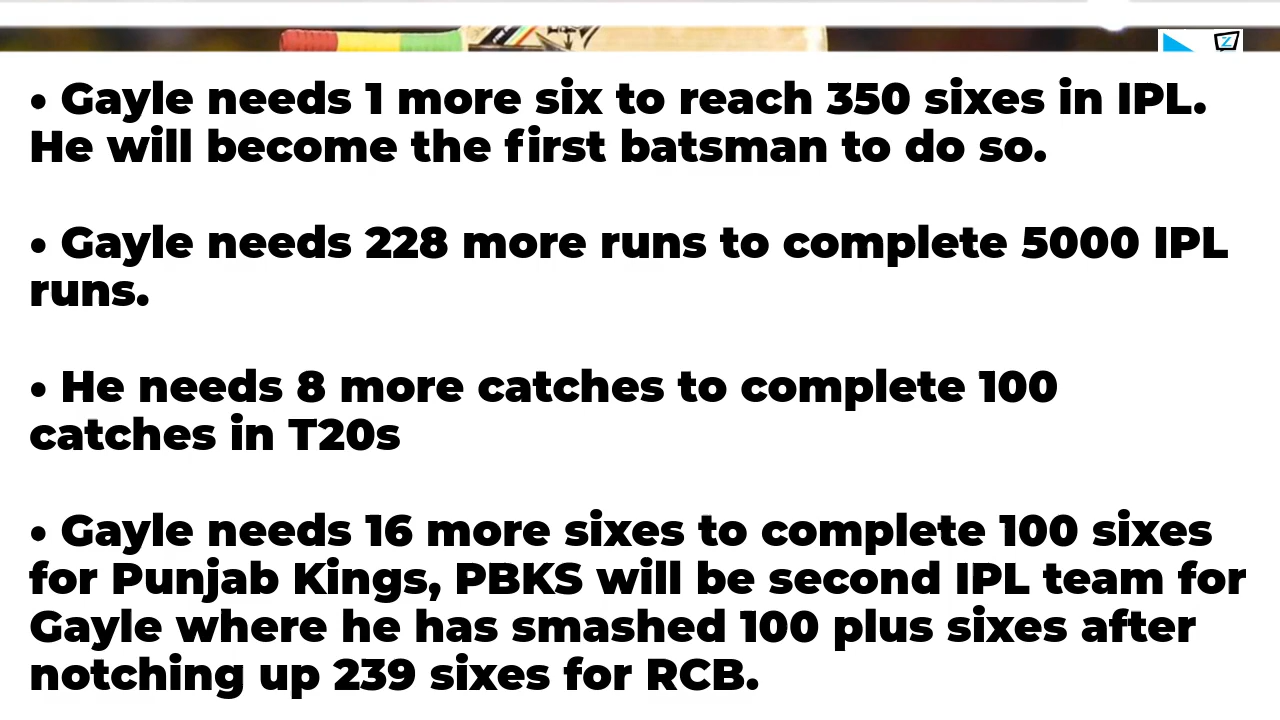 • Gayle needs 1 more six to reach 350 sixes in IPL.
He will become the first batsman to do so.
• Gayle needs 228 more runs to complete 5000 IPL
runs.
• He needs 8 more catches to complete 100
catches in T20s
• Gayle needs 16 more sixes to complete 100 sixes
for Punjab Kings, PBKS will be second IPL team for
Gayle where he has smashed 100 plus sixes after
notching up 239 sixes for RCB.